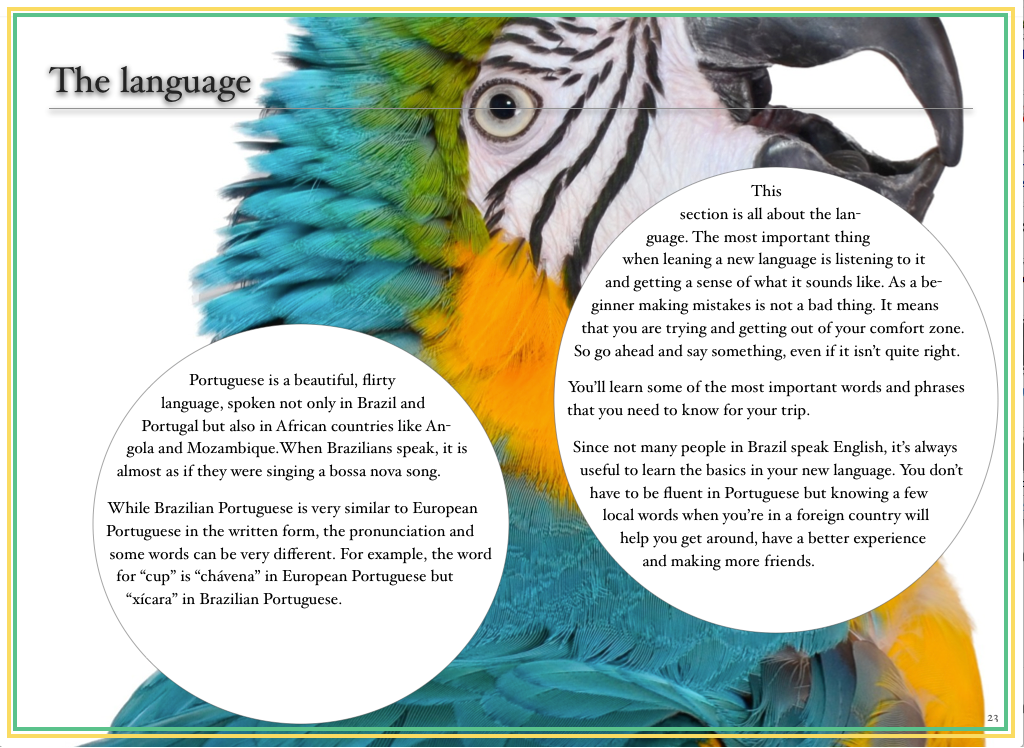 The language
Portuguese is a beautiful, flirty
language, spoken not only in Brazil and
Portugal but also in African countries like An-
gola and Mozambique.When Brazilians speak, it is
almost as if they were singing a bossa nova song.
While Brazilian Portuguese is very similar to European
Portuguese in the written form, the pronunciation and
some words can be very different. For example, the word
for “cup” is “chávena” in European Portuguese but
“xícara” in Brazilian Portuguese.
This
section is all about the lan-
guage. The most important thing
when leaning a new language is listening to it
and getting a sense of what it sounds like. As a be-
ginner making mistakes is not a bad thing. It means
that you are trying and getting out of your comfort zone.
So go ahead and say something, even if it isn’t quite right.
You’ll learn some of the most important words and phrases
that you need to know for your trip.
Since not many people in Brazil speak English, it’s always
useful to learn the basics in your new language. You don’t
have to be fluent in Portuguese but knowing a few
local words when you’re in a foreign country will
help you get around, have a better experience
and making more friends.
23